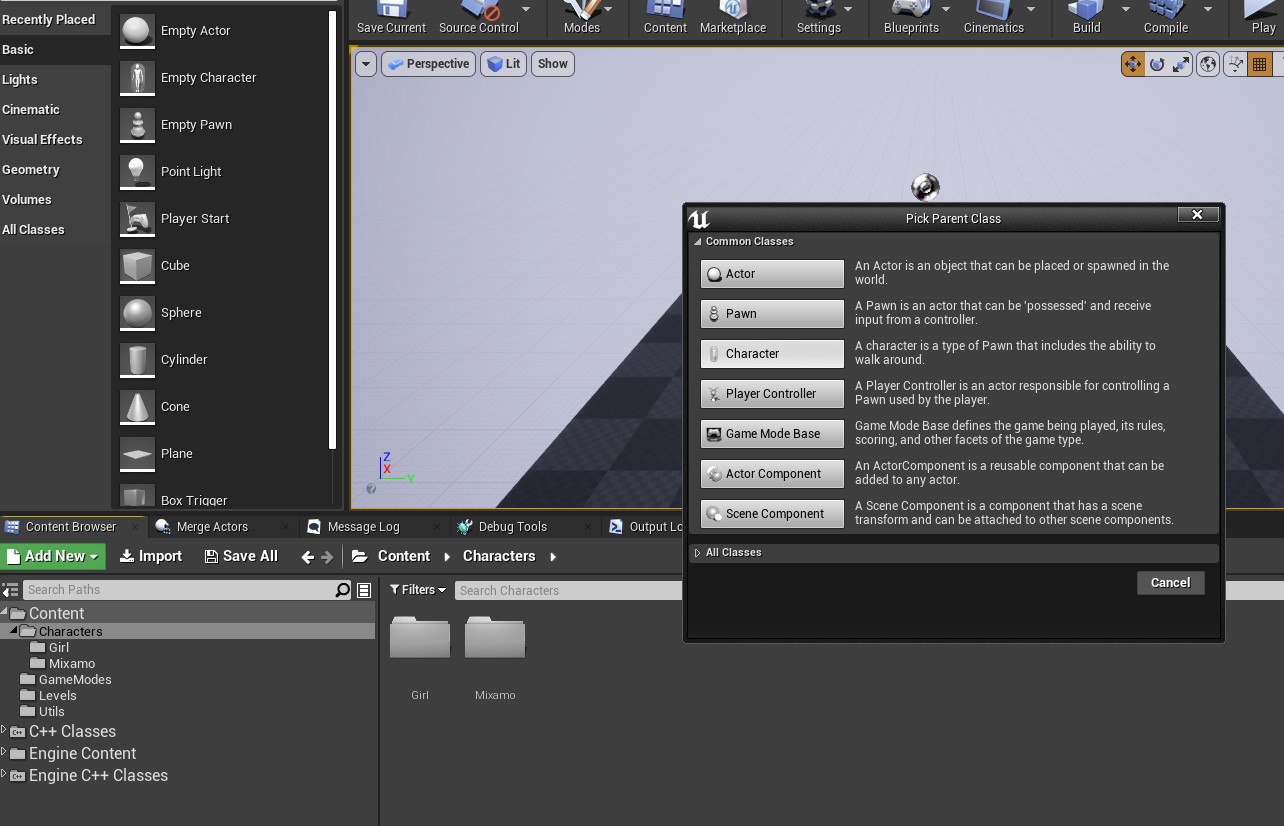 Recently Placed
Basic
Lights
Cinematic
Visual Effects
Geometry
Volumes
All Classes
Empty Actor
Empty Character
Empty Pawn
Point Light
Player Start
Cube
Sphere
Cylinder
Cone
Plane
Box Trigger
Save Current
Source Control
Modes
Content
Marketplace
Settings
Blueprints
Cinematics
Build
Compile
Play
Perspective
Lit
Show
Z
X
Y
Pick Parent Class
Common Classes
Actor
An Actor is an object that can be placed or spawned in the
world.
Pawn
A Pawn is an actor that can be 'possessed' and receive
input from a controller.
Character
A character is a type of Pawn that includes the ability to
walk around.
Player Controller
A Player Controller is an actor responsible for controlling a
Pawn used by the player.
Game Mode Base
Game Mode Base defines the game being played, its rules,
scoring, and other facets of the game type.
Actor Component
An ActorComponent is a reusable component that can be
added to any actor.
Scene Component
A Scene Component is a component that has a scene
transform and can be attached to other scene components.
All Classes
Cancel
Content Browser
Merge Actors
Message Log
Debug Tools
Output Lo
Add New
Import
Save All
Content
Characters
Search Paths
Filters
Search Characters
Content
Characters
Girl
Mixamo
GameModes
Levels
Utils
C++ Classes
Engine Content
Engine C++ Classes
Girl
Mixamo